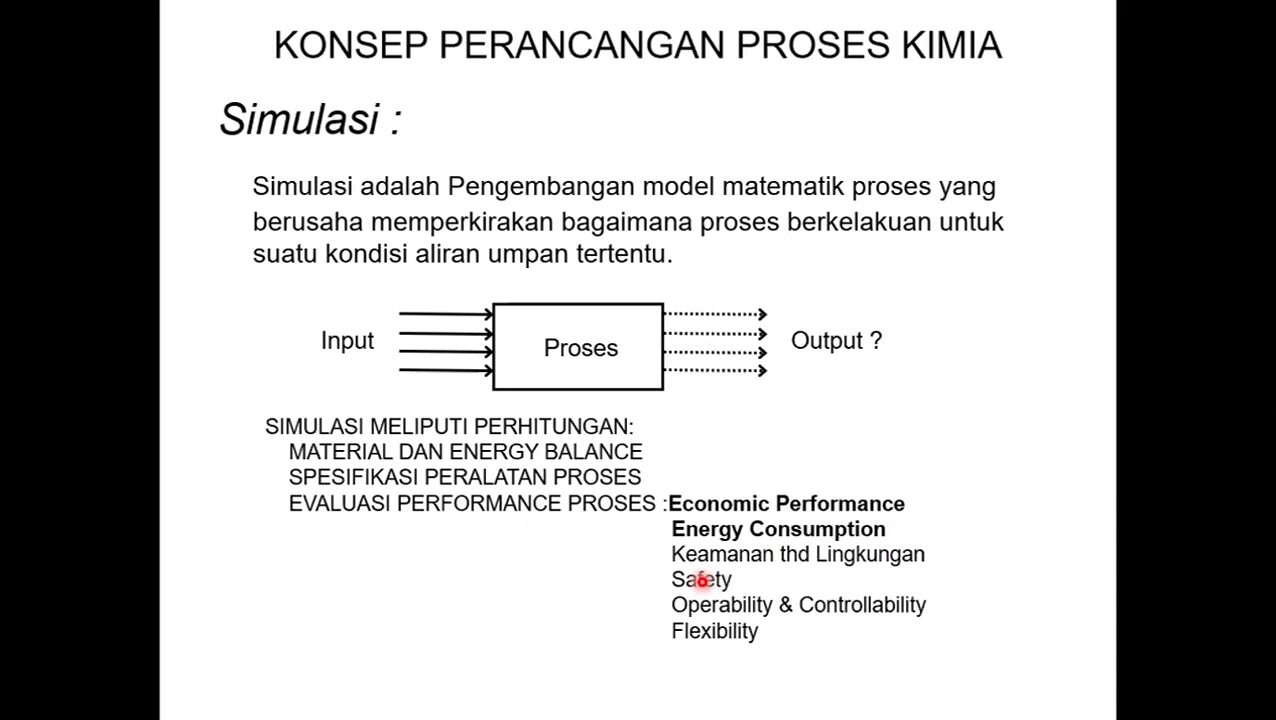 KONSEP PERANCANGAN PROSES KIMIA
Simulasi :
Simulasi adalah Pengembangan model matematik proses yang
berusaha memperkirakan bagaimana proses berkelakuan untuk
suatu kondisi aliran umpan tertentu.
Input
Proses
Output ?
SIMULASI MELIPUTI PERHITUNGAN:
MATERIAL DAN ENERGY BALANCE
SPESIFIKASI PERALATAN PROSES
EVALUASI PERFORMANCE PROSES :Economic Performance
Energy Consumption
Keamanan thd Lingkungan
Safety
Operability & Controllability
Flexibility